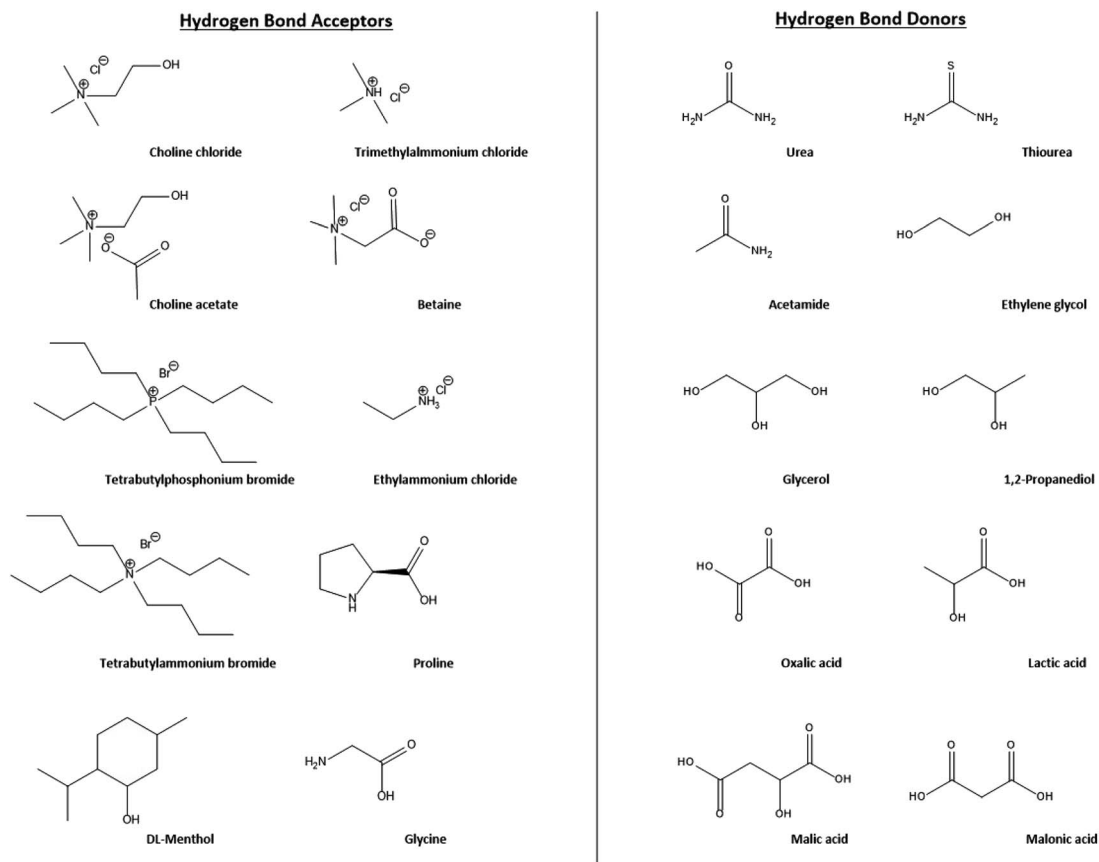 Hydrogen Bond Acceptors
Hydrogen Bond Donors
Cl⊖
OH
N⊕
Choline chloride
NH⊕
Cl⊖
Trimethylalmmonium chloride
O
H2N
NH2
Urea
S
H2N
NH2
Thiourea
OH
N⊕
O⊖
O
Choline acetate
Cl⊖
O
N⊕
O⊖
Betaine
O
NH2
Acetamide
OH
HO
Ethylene glycol
Br⊖
P⊕
Tetrabutylphosphonium bromide
Cl⊖
NH3⊕
Ethylammonium chloride
HO
OH
OH
Glycerol
HO
OH
1,2-Propanediol
Br⊖
N⊕
Tetrabutylammonium bromide
O
N
H
OH
Proline
O
HO
OH
O
Oxalic acid
O
OH
OH
Lactic acid
OH
DL-Menthol
H2N
O
OH
Glycine
O
HO
OH
O
OH
Malic acid
O
O
HO
OH
Malonic acid